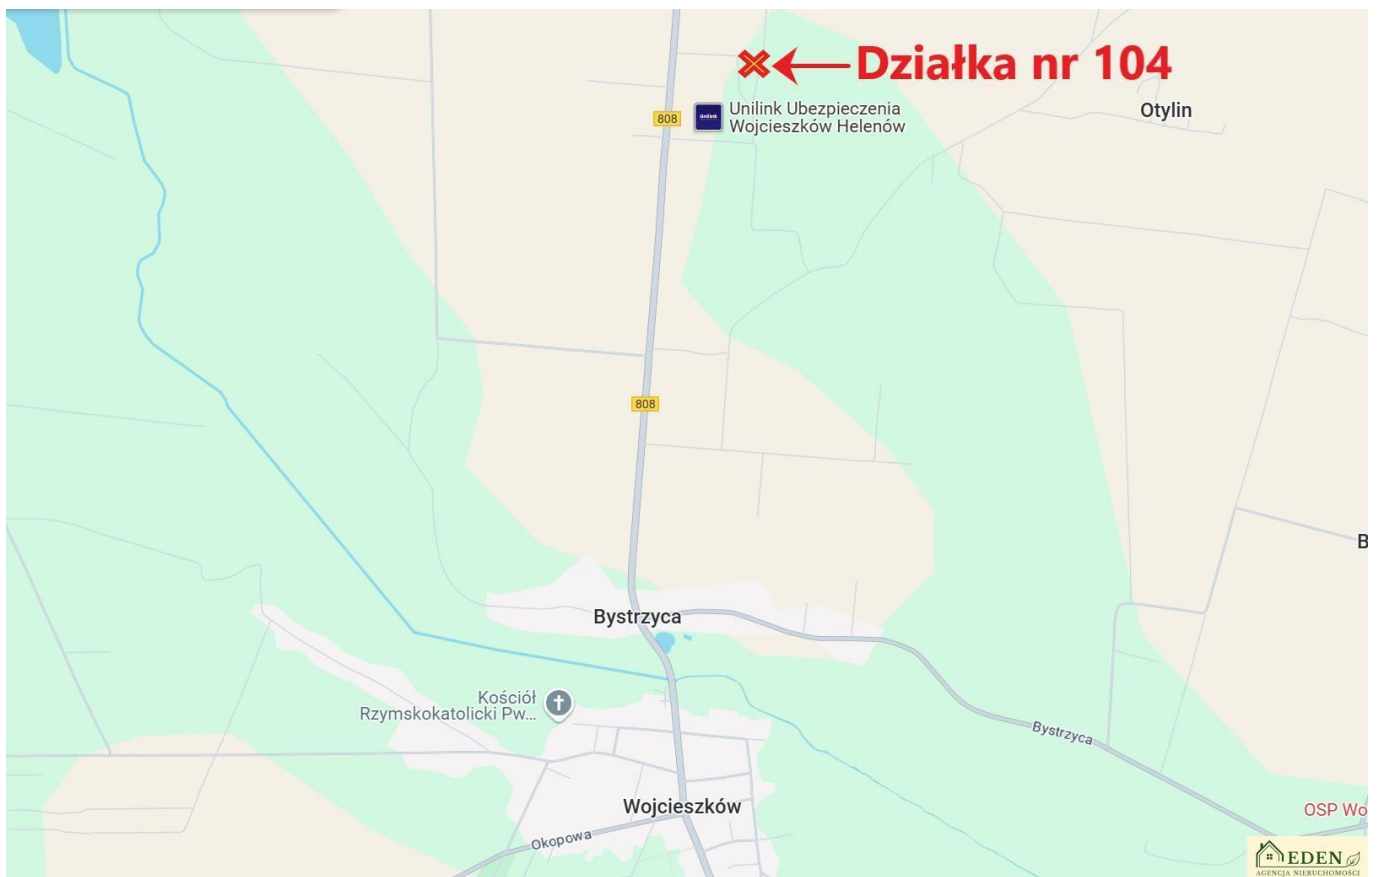 Działka nr 104
Otylin
808
Unilink
Unilink Ubezpieczenia
Wojcieszków Helenów
808
B
Bystrzyca
Kościół
Rzymskokatolicki Pw...
Bystrzyca
Wojcieszków
OSP Wo
Okopowa
EDEN
AGENCJA NIERUCHOMOŚCI